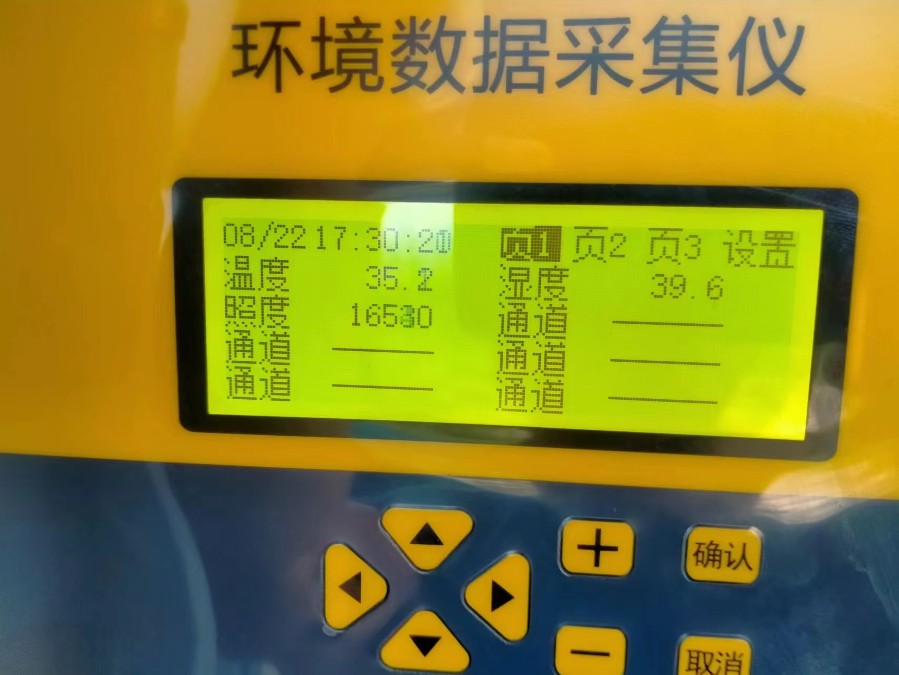 环境数据采集仪
08/22 17:30:20 页1 页2 页3 设置
温度 35.2 湿度 39.6
照度 通道
通道 通道
通道 通道
+ 确认
- 取消